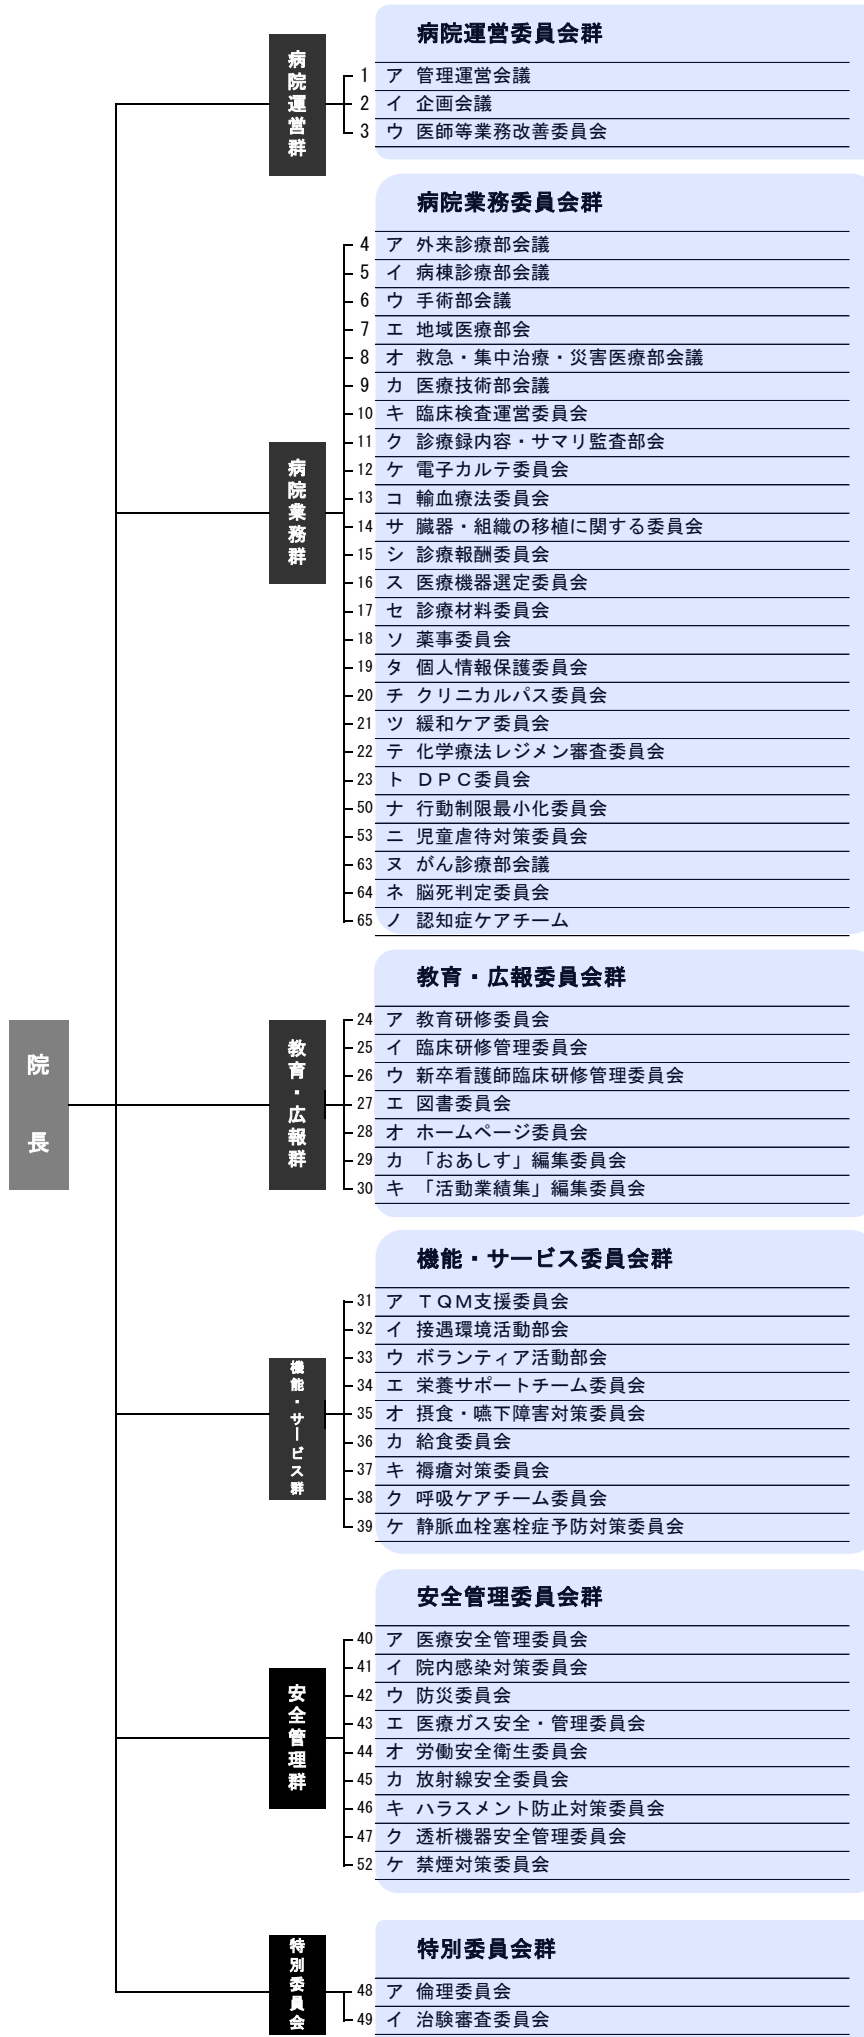 院長
病院運営群
病院運営委員会群
1 ア 管理運営会議
2 イ 企画会議
3 ウ 医師等業務改善委員会
病院業務群
病院業務委員会群
4 ア 外来診療部会議
5 イ 病棟診療部会議
6 ウ 手術部会議
7 エ 地域医療部会
8 オ 救急・集中治療・災害医療部会議
9 カ 医療技術部会議
10 キ 臨床検査運営委員会
11 ク 診療録内容・サマリ監査部会
12 ケ 電子カルテ委員会
13 コ 輸血療法委員会
14 サ 臓器・組織の移植に関する委員会
15 シ 診療報酬委員会
16 ス 医療機器選定委員会
17 セ 診療材料委員会
18 ソ 薬事委員会
19 タ 個人情報保護委員会
20 チ クリニカルパス委員会
21 ツ 緩和ケア委員会
22 テ 化学療法レジメン審査委員会
23 ト ＤＰＣ委員会
50 ナ 行動制限最小化委員会
53 ニ 児童虐待対策委員会
63 ヌ がん診療部会議
64 ネ 脳死判定委員会
65 ノ 認知症ケアチーム
教育・広報群
教育・広報委員会群
24 ア 教育研修委員会
25 イ 臨床研修管理委員会
26 ウ 新卒看護師臨床研修管理委員会
27 エ 図書委員会
28 オ ホームページ委員会
29 カ 「おあしす」編集委員会
30 キ 「活動業績集」編集委員会
機能・サービス群
機能・サービス委員会群
31 ア ＴＱＭ支援委員会
32 イ 接遇環境活動部会
33 ウ ボランティア活動部会
34 エ 栄養サポートチーム委員会
35 オ 摂食・嚥下障害対策委員会
36 カ 給食委員会
37 キ 褥瘡対策委員会
38 ク 呼吸ケアチーム委員会
39 ケ 静脈血栓塞栓症予防対策委員会
安全管理群
安全管理委員会群
40 ア 医療安全管理委員会
41 イ 院内感染対策委員会
42 ウ 防災委員会
43 エ 医療ガス安全・管理委員会
44 オ 労働安全衛生委員会
45 カ 放射線安全委員会
46 キ ハラスメント防止対策委員会
47 ク 透析機器安全管理委員会
52 ケ 禁煙対策委員会
特別委員会
特別委員会群
48 ア 倫理委員会
49 イ 治験審査委員会